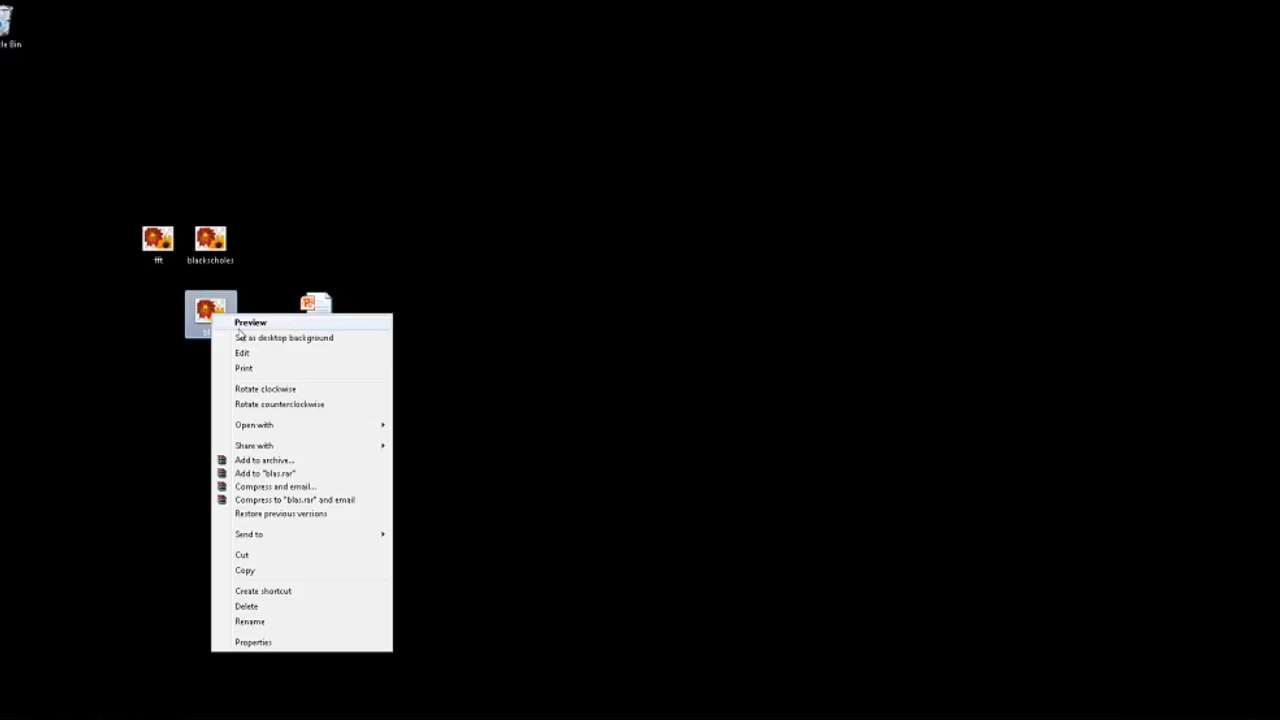 cle Bin
fft
blackscholes
Preview
Set as desktop background
Edit
Print
Rotate clockwise
Rotate counterclockwise
Open with
Share with
Add to archive...
Add to "blas.rar"
Compress and email...
Compress to "blas.rar" and email
Restore previous versions
Send to
Cut
Copy
Create shortcut
Delete
Rename
Properties